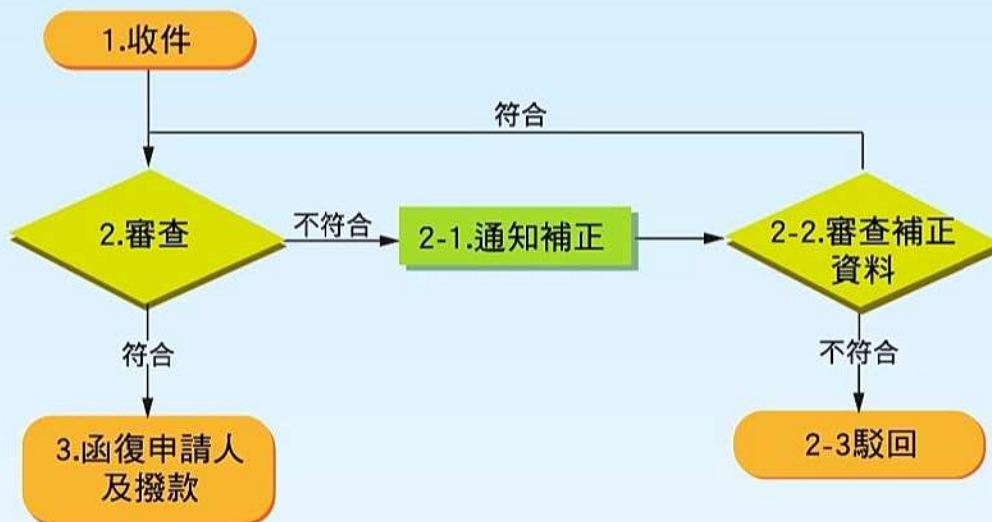 1.收件
符合
2.審查
不符合
2-1.通知補正
2-2.審查補正
資料
符合
不符合
3.函復申請人
及撥款
2-3駁回